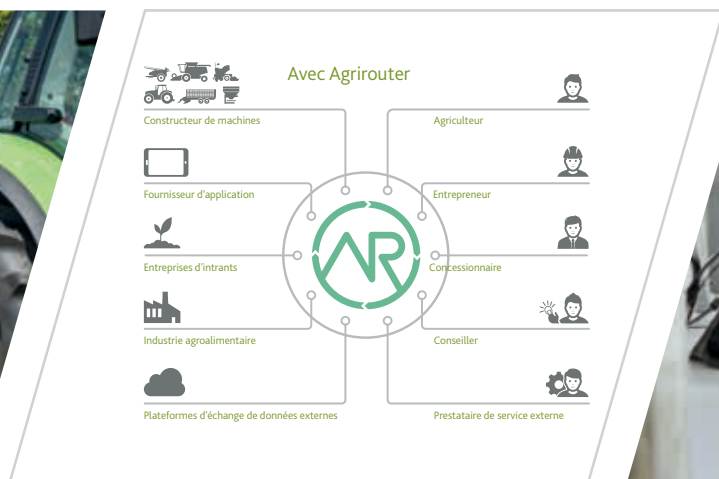 Avec Agrirouter
Constructeur de machines
Agriculteur
Fournisseur d'application
Entrepreneur
Entreprises d'intrants
AR
Concessionnaire
Industrie agroalimentaire
Conseiller
Plateformes d'échange de données externes
Prestataire de service externe